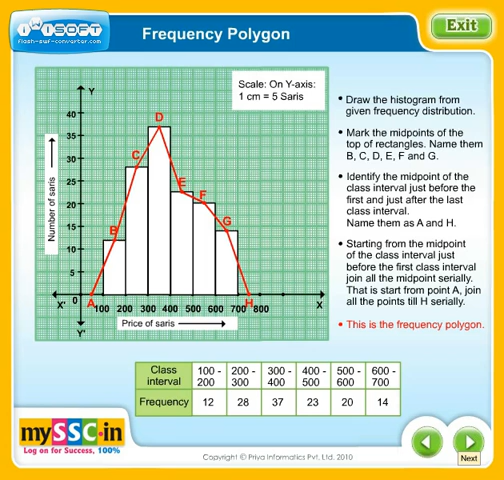 iWiSOFT
flash-swf-converter.com
Frequency Polygon
Exit
Scale: On Y-axis:
1 cm = 5 Saris
Y
40
35
30
25
20
15
10
5
0
X'
Y'
X
A
B
C
D
E
F
G
H
100 200 300 400 500 600 700 800
Number of saris
Price of saris
• Draw the histogram from
given frequency distribution.
• Mark the midpoints of the
top of rectangles. Name them
B, C, D, E, F and G.
• Identify the midpoint of the
class interval just before the
first and just after the last
class interval.
Name them as A and H.
• Starting from the midpoint
of the class interval just
before the first class interval
join all the midpoint serially.
That is start from point A, join
all the points till H serially.
• This is the frequency polygon.
Class interval 100 - 200 200 - 300 300 - 400 400 - 500 500 - 600 600 - 700
Frequency 12 28 37 23 20 14
mySSC.in
Log on for Success, 100%
Copyright © Priya Informatics Pvt. Ltd. 2010
Next